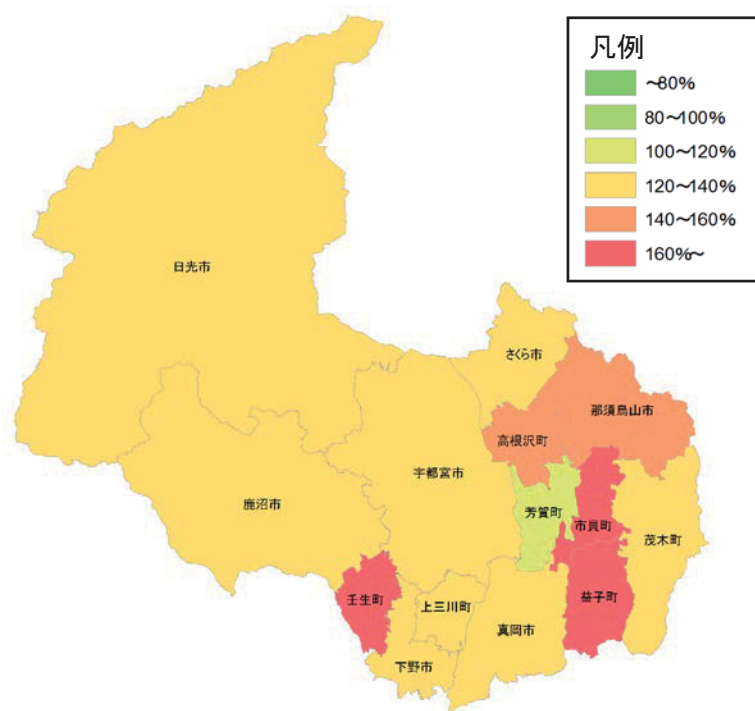 凡例
~80%
80~100%
100~120%
120~140%
140~160%
160%~
日光市
さくら市
那須烏山市
高根沢町
宇都宮市
鹿沼市
芳賀町
市貝町
茂木町
壬生町
上三川町
益子町
真岡市
下野市